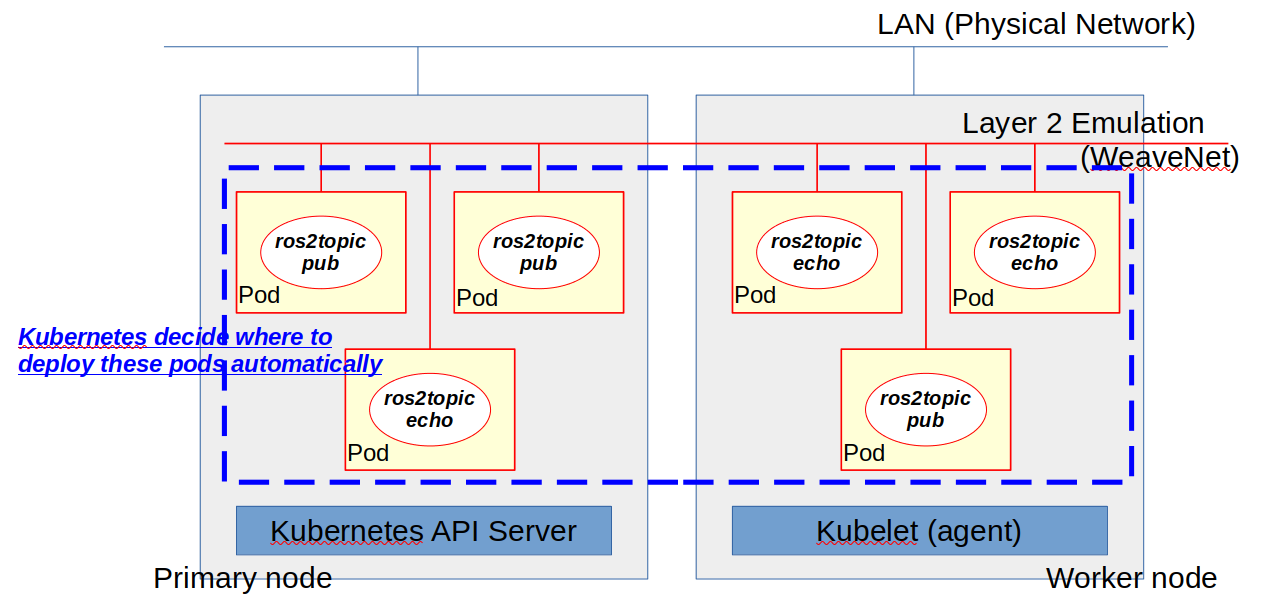 LAN (Physical Network)
Layer 2 Emulation
(WeaveNet)
ros2topic
pub
Pod
ros2topic
pub
Pod
ros2topic
echo
Pod
ros2topic
echo
Pod
Kubernetes decide where to
deploy these pods automatically
ros2topic
echo
Pod
ros2topic
pub
Pod
Kubernetes API Server
Kubelet (agent)
Primary node
Worker node